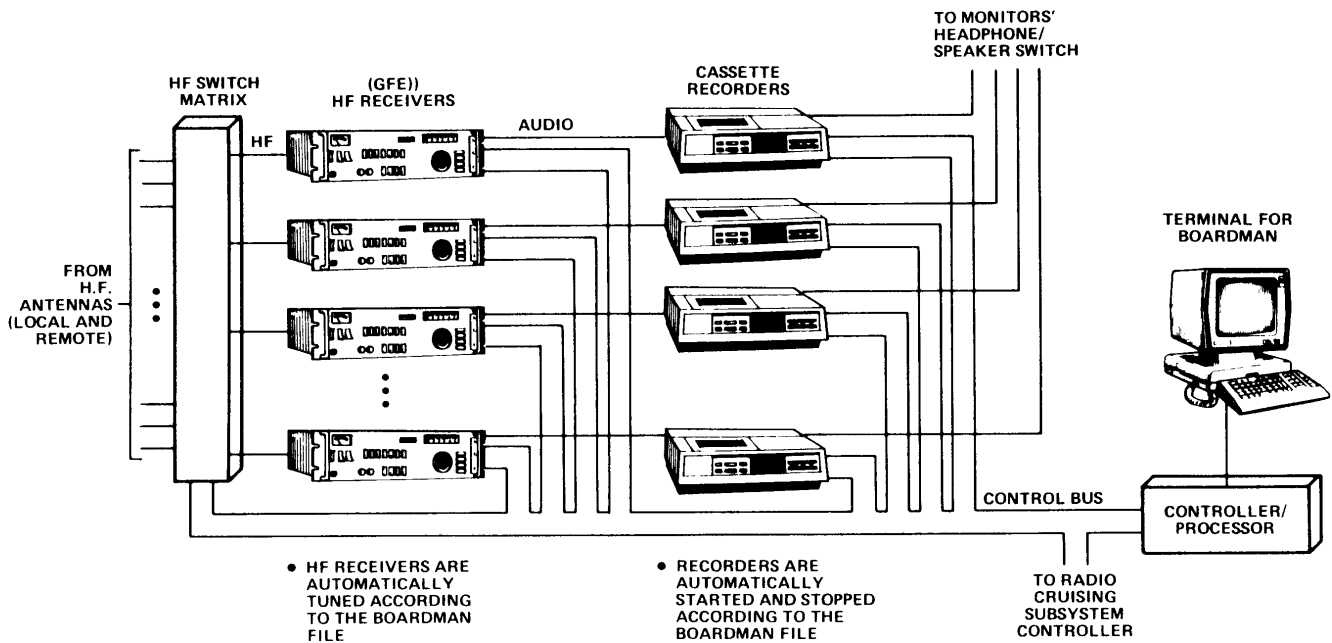 TO MONITORS'
HEADPHONE/
SPEAKER SWITCH
HF SWITCH
MATRIX
(GFE))
HF RECEIVERS
CASSETTE
RECORDERS
HF
AUDIO
TERMINAL FOR
BOARDMAN
FROM
H.F.
ANTENNAS
(LOCAL AND
REMOTE)
CONTROL BUS
CONTROLLER/
PROCESSOR
• HF RECEIVERS ARE
AUTOMATICALLY
TUNED ACCORDING
TO THE BOARDMAN
FILE
• RECORDERS ARE
AUTOMATICALLY
STARTED AND STOPPED
ACCORDING TO THE
BOARDMAN FILE
TO RADIO
CRUISING
SUBSYSTEM
CONTROLLER